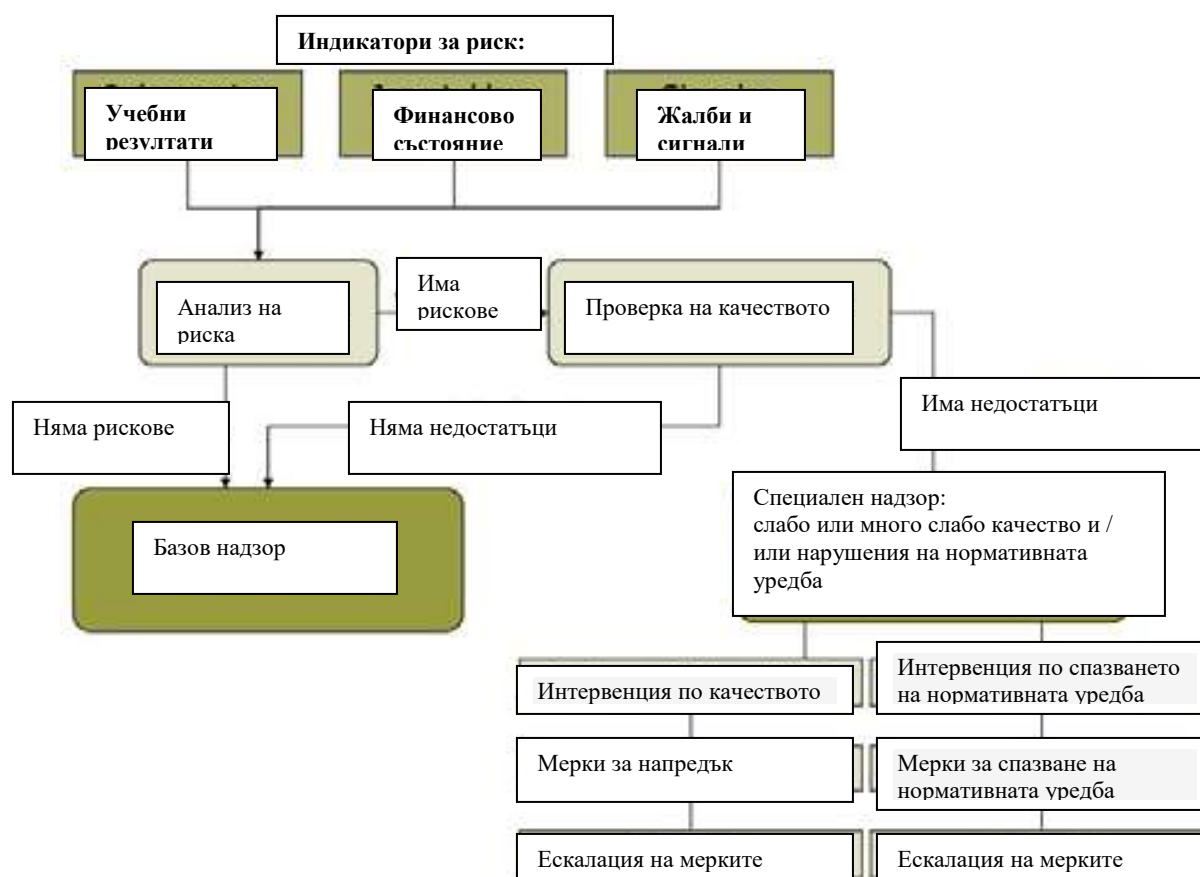 Индикатори за риск:
Учебни
резултати
Финансово
състояние
Жалби и
сигнали
Анализ на
риска
Има
рискове
Проверка на качеството
Няма рискове
Няма недостатъци
Има недостатъци
Базов надзор
Специален надзор:
слабо или много слабо качество и /
или нарушения на нормативната
уредба
Интервенция по качеството
Интервенция по спазването
на нормативната уредба
Мерки за напредък
Мерки за спазване на
нормативната уредба
Ескалация на мерките
Ескалация на мерките